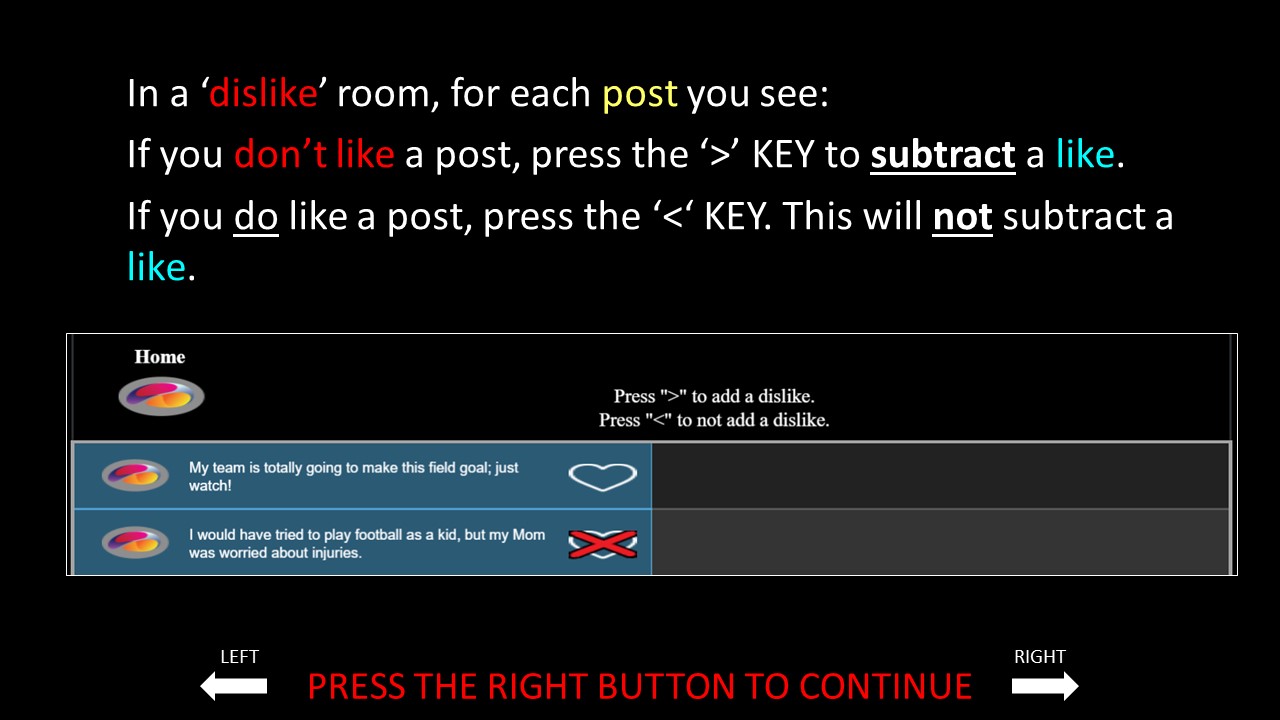 In a ‘dislike’ room, for each post you see:
If you don’t like a post, press the ‘>’ KEY to subtract a like.
If you do like a post, press the ‘<‘ KEY. This will not subtract a
like.
Home
Press ">" to add a dislike.
Press "<" to not add a dislike.
My team is totally going to make this field goal; just
watch!
I would have tried to play football as a kid, but my Mom
was worried about injuries.
LEFT
RIGHT
PRESS THE RIGHT BUTTON TO CONTINUE